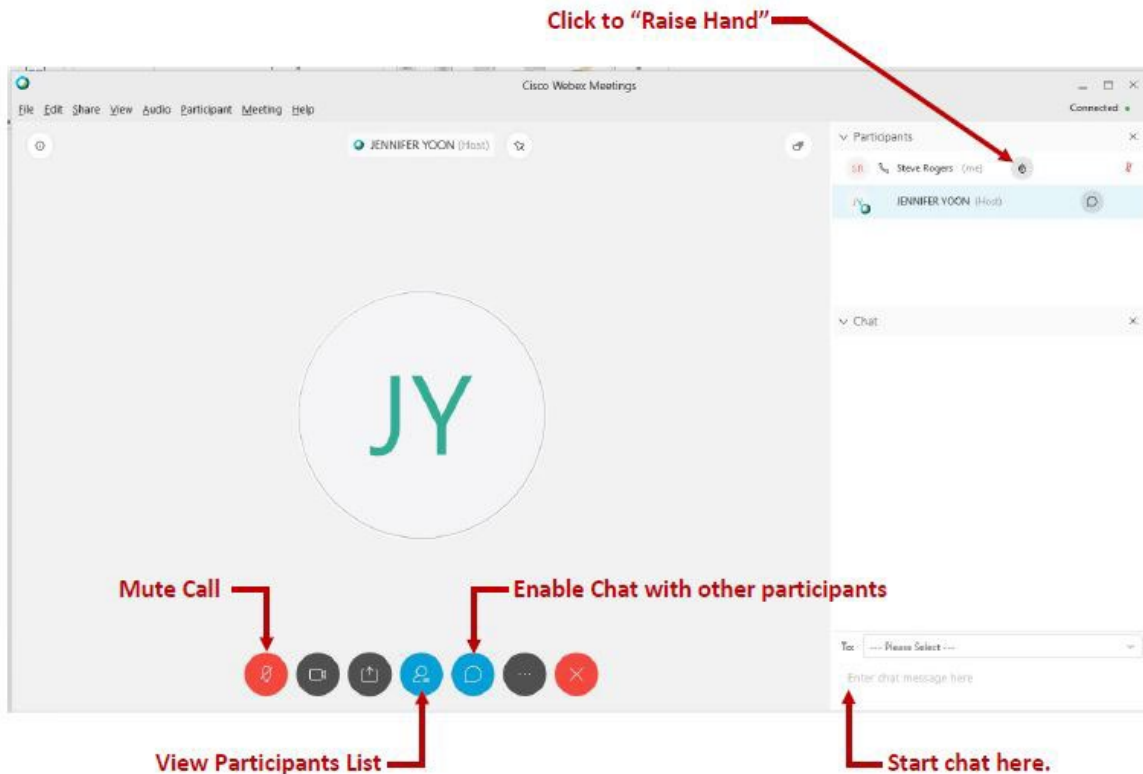 Click to “Raise Hand”
Cisco Webex Meetings
File Edit Share View Audio Participant Meeting Help
Connected
JENNIFER YOON (Host)
Participants
SR Steve Rogers (me)
JY JENNIFER YOON (Host)
Chat
JY
Mute Call
Enable Chat with other participants
To: --- Please Select ---
Enter chat message here
View Participants List
Start chat here.